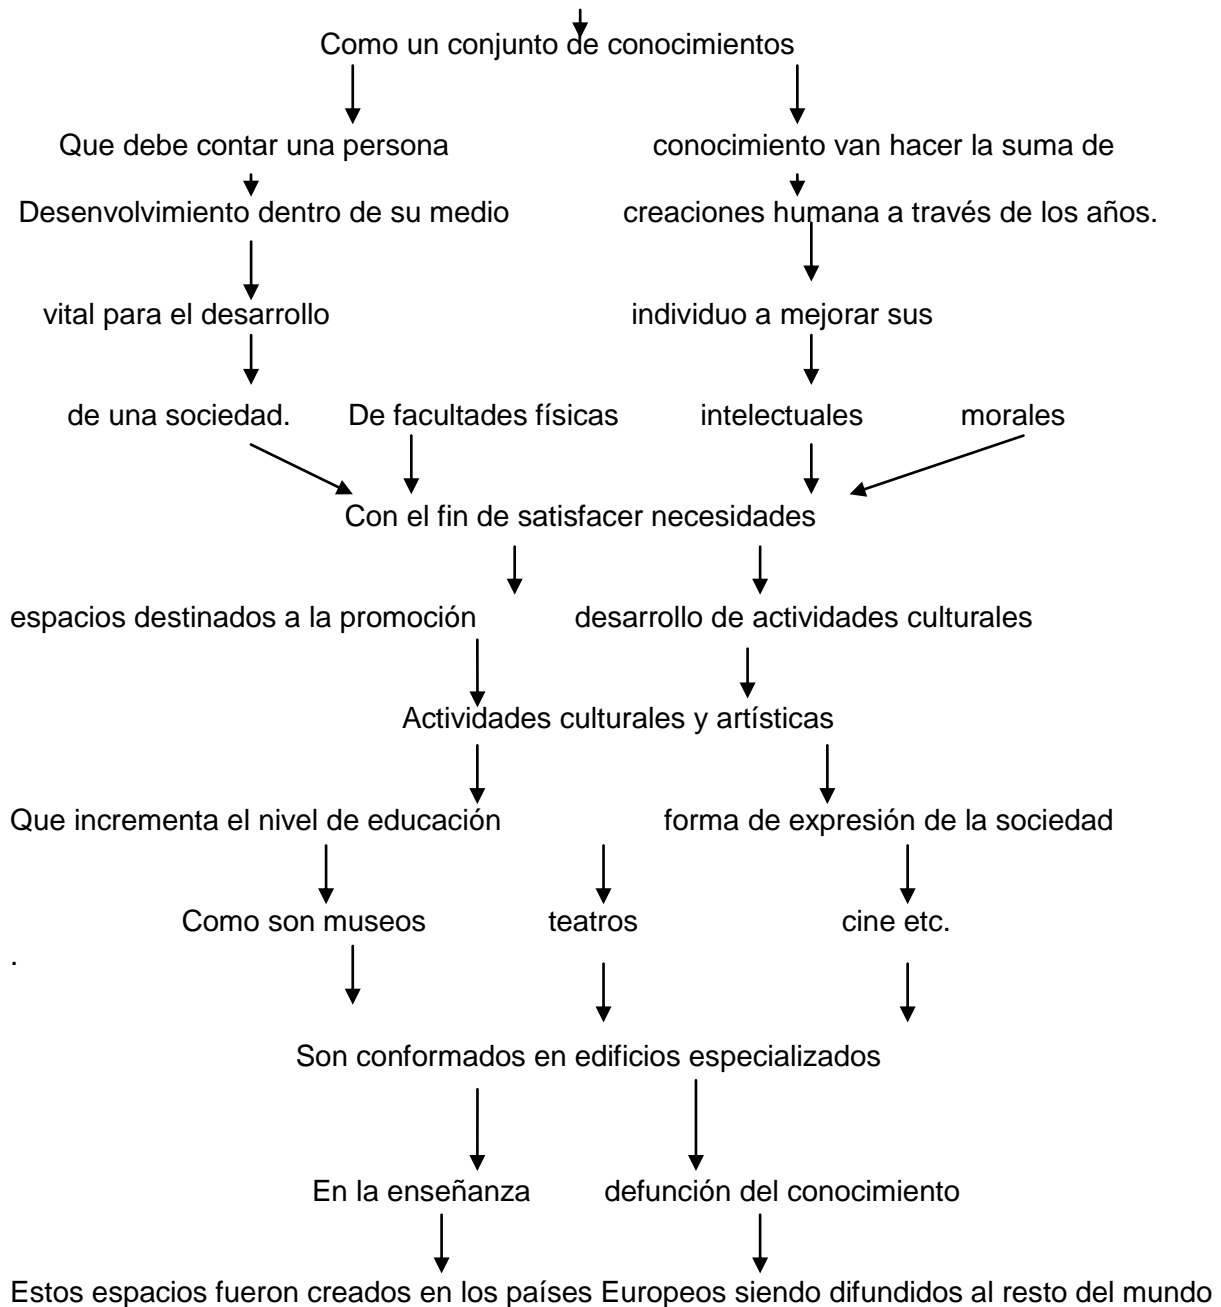 Como un conjunto de conocimientos
Que debe contar una persona conocimiento van hacer la suma de
Desenvolvimiento dentro de su medio creaciones humana a través de los años.
vital para el desarrollo individuo a mejorar sus
de una sociedad. De facultades físicas intelectuales morales
Con el fin de satisfacer necesidades
espacios destinados a la promoción desarrollo de actividades culturales
Actividades culturales y artísticas
Que incrementa el nivel de educación forma de expresión de la sociedad
Como son museos teatros cine etc.
.
Son conformados en edificios especializados
En la enseñanza defunción del conocimiento
Estos espacios fueron creados en los países Europeos siendo difundidos al resto del mundo